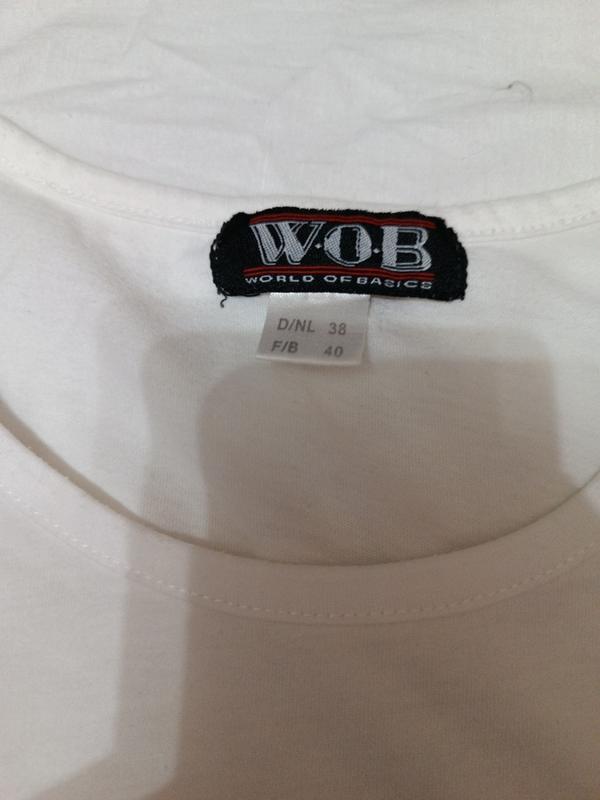 W·O·B
WORLD OF BASICS
D/NL 38
F/B 40